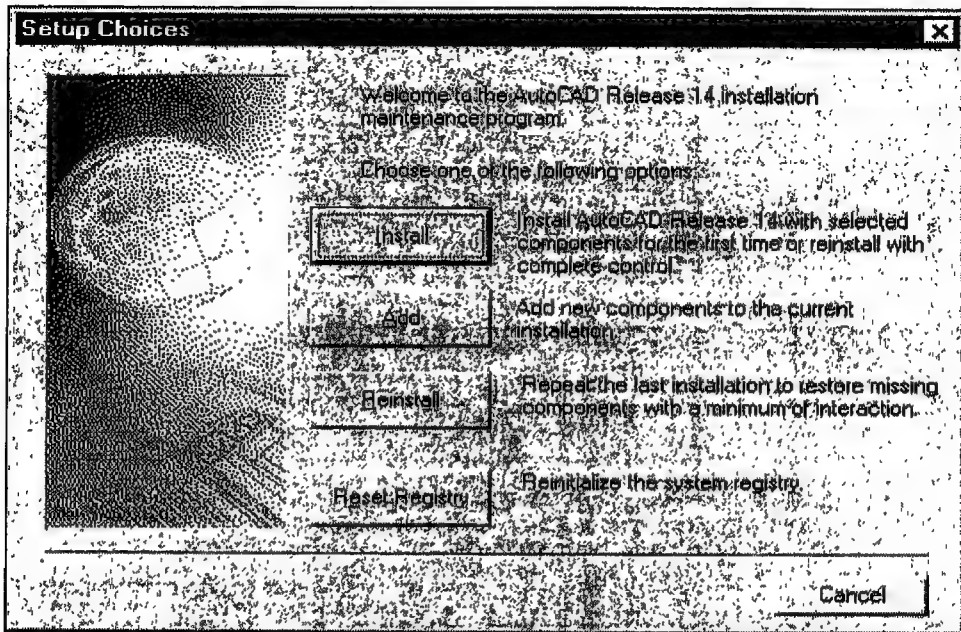 Setup Choices
Welcome to the AutoCAD Release 14 installation
maintenance program.
Choose one of the following options:
Install
Install AutoCAD Release 14 with selected
components for the first time or reinstall with
complete control.
Add
Add new components to the current
installation.
Reinstall
Repeat the last installation to restore missing
components with a minimum of interaction.
Reset Registry
Reinitialize the system registry.
Cancel